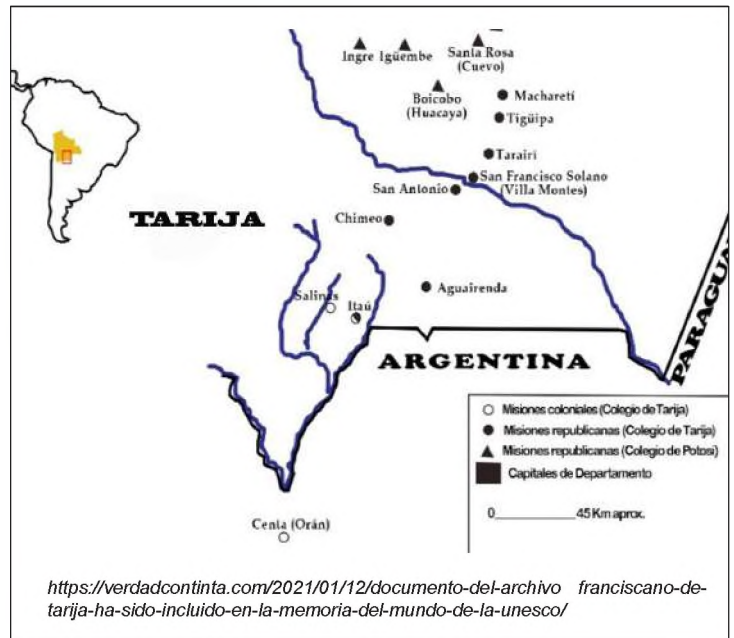 Ingre Igüembe
Santa Rosa
(Cuevo)
Boicobo
(Huacaya)
Macharetí
Tigüipa
Tarairí
San Francisco Solano
(Villa Montes)
San Antonio
TARIJA
Chimeo
Salinas
Itaú
Aguairenda
PARAGUA
ARGENTINA
Misiones coloniales (Colegio de Tarija)
Misiones republicanas (Colegio de Tarija)
Misiones republicanas (Colegio de Potosi)
Capitales de Departamento
0 45 Km aprox.
Centa (Orán)
https://verdadcontinta.com/2021/01/12/documento-del-archivo franciscano-de-
tarija-ha-sido-incluido-en-la-memoria-del-mundo-de-la-unesco/